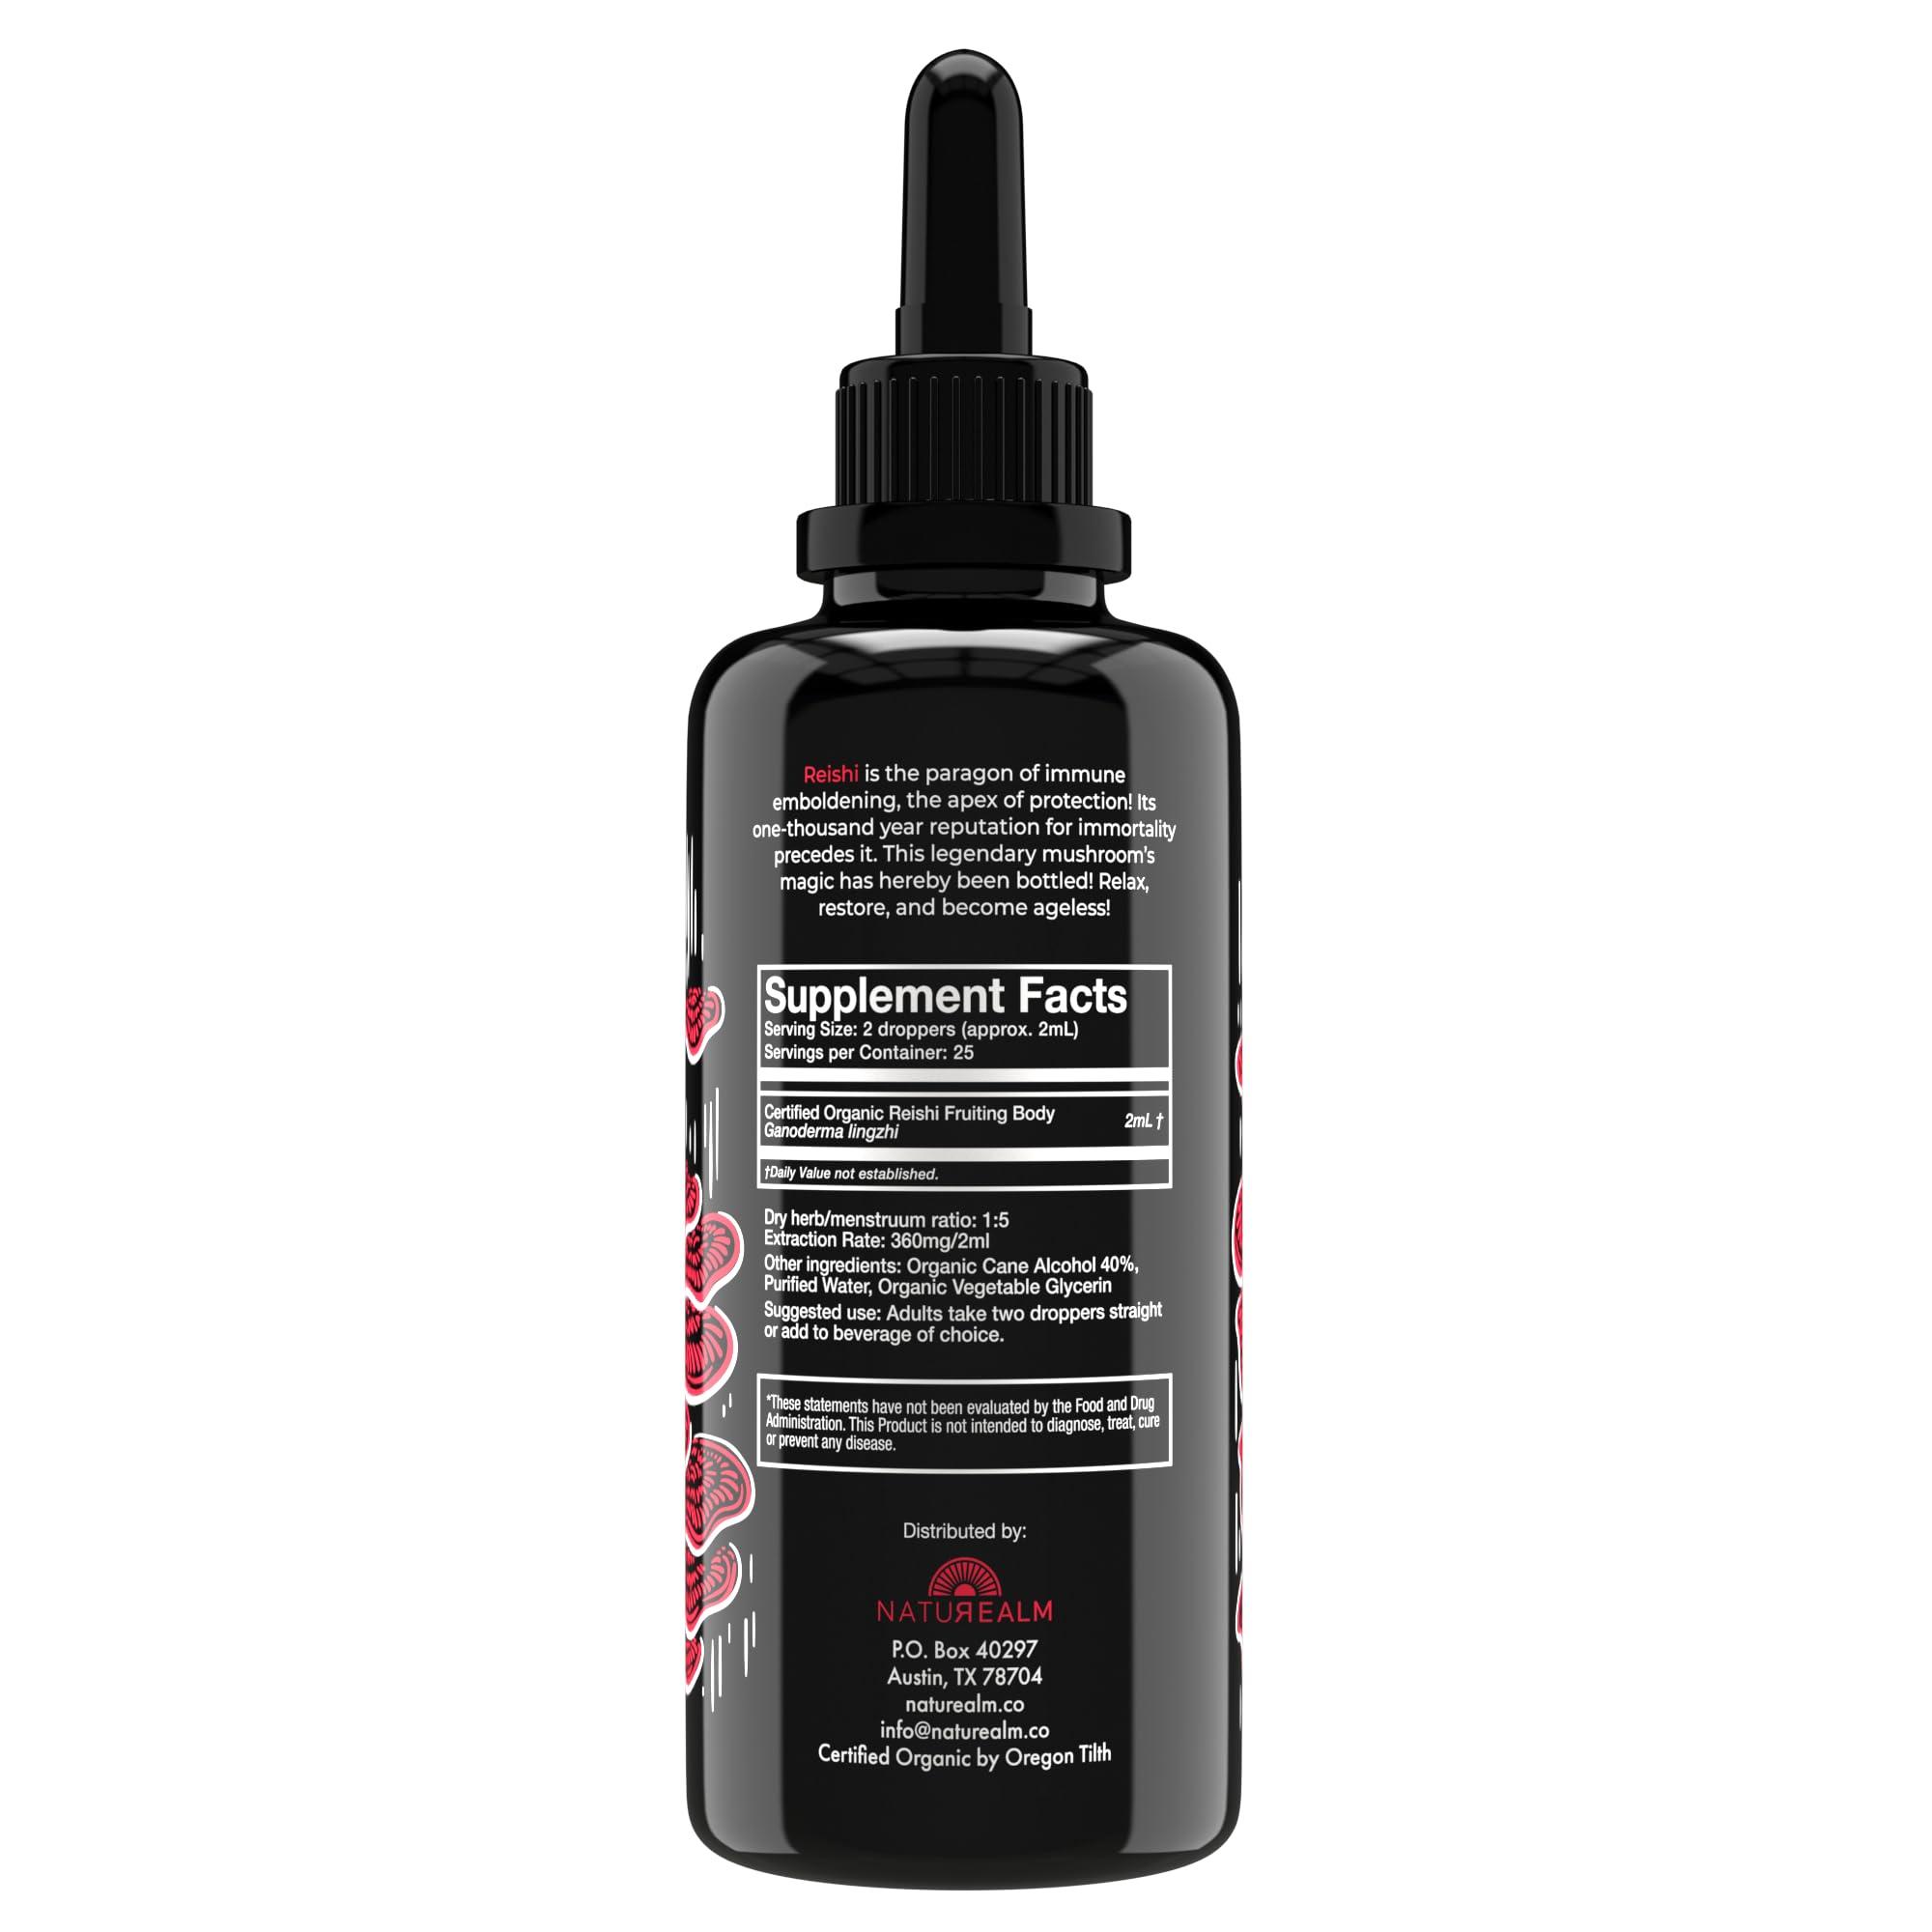 Reishi is the paragon of immune
emboldening, the apex of protection! Its
one-thousand year reputation for immortality
precedes it. This legendary mushroom's
magic has hereby been bottled! Relax,
restore, and become ageless!
Supplement Facts
Serving Size: 2 droppers (approx. 2mL)
Servings per Container: 25
Certified Organic Reishi Fruiting Body 2mL †
Ganoderma lingzhi
†Daily Value not established.
Dry herb/menstruum ratio: 1:5
Extraction Rate: 360mg/2ml
Other ingredients: Organic Cane Alcohol 40%,
Purified Water, Organic Vegetable Glycerin
Suggested use: Adults take two droppers straight
or add to beverage of choice.
*These statements have not been evaluated by the Food and Drug
Administration. This Product is not intended to diagnose, treat, cure
or prevent any disease.
Distributed by:
NATUREALM
P.O. Box 40297
Austin, TX 78704
naturealm.co
info@naturealm.co
Certified Organic by Oregon Tilth